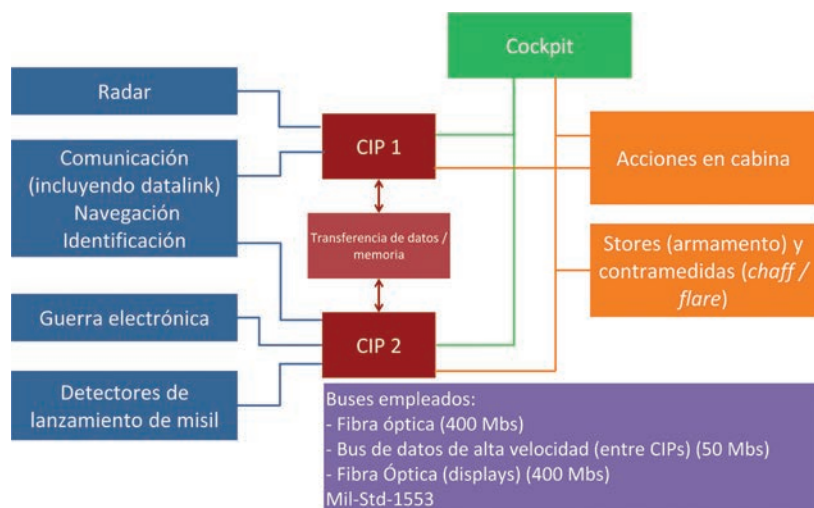 Cockpit
Radar
CIP 1
Comunicación
(incluyendo datalink)
Navegación
Identificación
Acciones en cabina
Transferencia de datos /
memoria
Stores (armamento) y
contramedidas (chaff /
flare)
Guerra electrónica
CIP 2
Detectores de
lanzamiento de misil
Buses empleados:
- Fibra óptica (400 Mbs)
- Bus de datos de alta velocidad (entre CIPs) (50 Mbs)
- Fibra Óptica (displays) (400 Mbs)
Mil-Std-1553